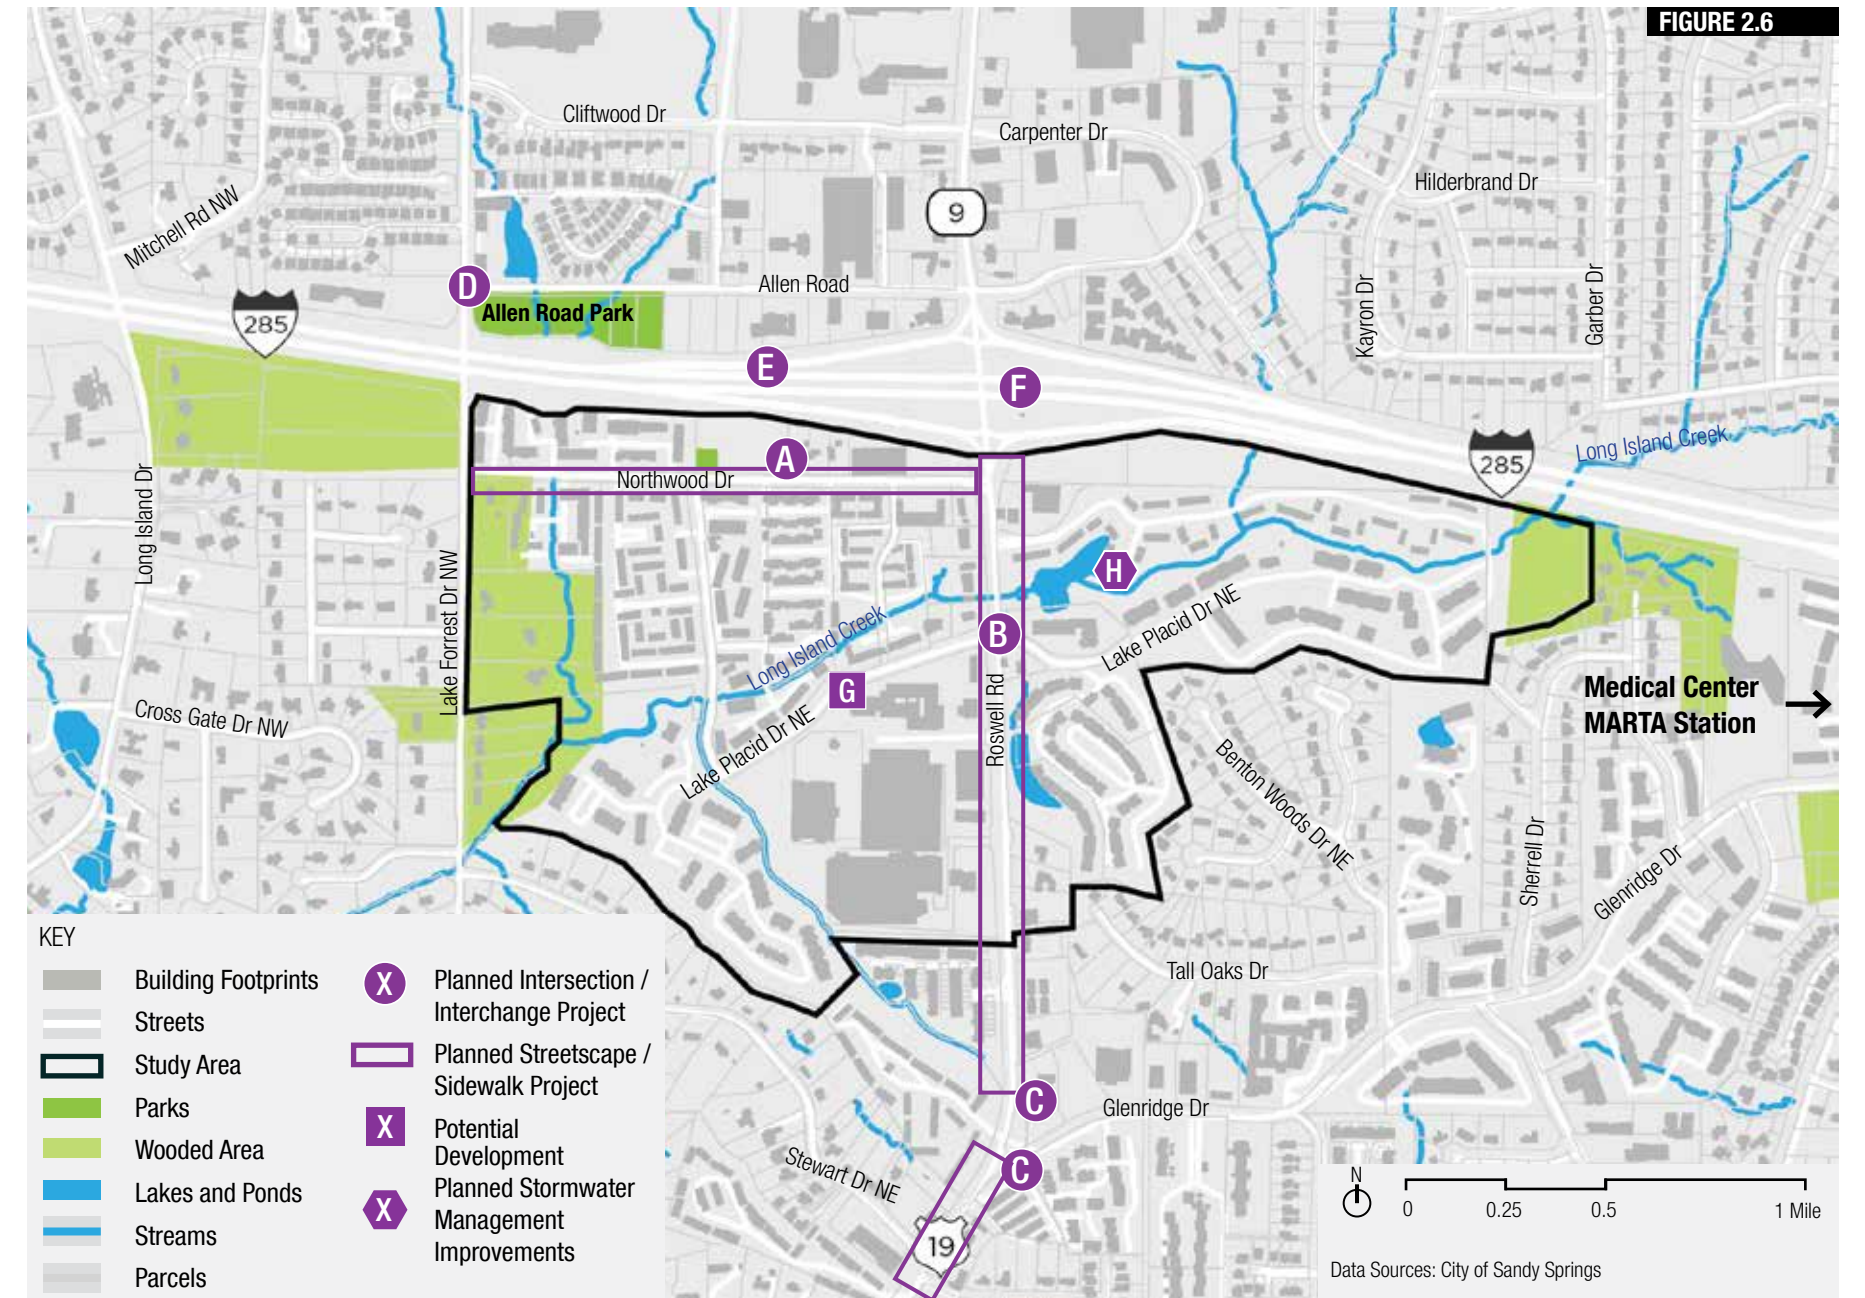 FIGURE 2.6
Cliftwood Dr
Carpenter Dr
Hilderbrand Dr
Mitchell Rd NW
9
D
Allen Road
Allen Road Park
285
Kayron Dr
Garber Dr
E
F
Long Island Creek
285
A
Northwood Dr
Long Island Dr
Lake Forrest Dr NW
H
B
Long Island Creek
Lake Placid Dr NE
G
Medical Center
MARTA Station
Cross Gate Dr NW
Lake Placid Dr NE
Roswell Rd
Benton Woods Dr NE
Sherrell Dr
Glenridge Dr
Tall Oaks Dr
C
Glenridge Dr
C
Stewart Dr NE
19
KEY
Building Footprints
Streets
Study Area
Parks
Wooded Area
Lakes and Ponds
Streams
Parcels
X
Planned Intersection /
Interchange Project
Planned Streetscape /
Sidewalk Project
X
Potential
Development
X
Planned Stormwater
Management
Improvements
N
0 0.25 0.5 1 Mile
Data Sources: City of Sandy Springs